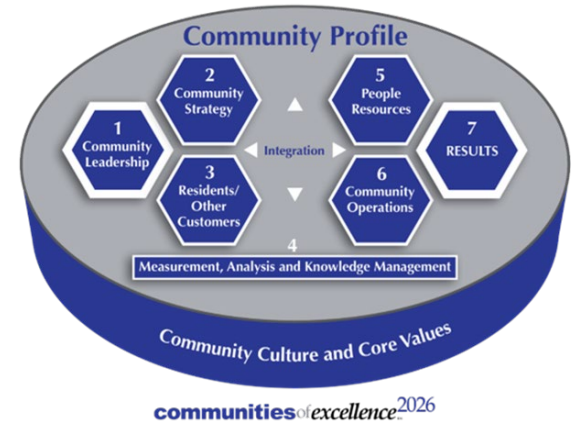 Community Profile
1
Community
Leadership
2
Community
Strategy
3
Residents/
Other
Customers
Integration
5
People
Resources
6
Community
Operations
7
RESULTS
4
Measurement, Analysis and Knowledge Management
Community Culture and Core Values
communities of excellence 2026